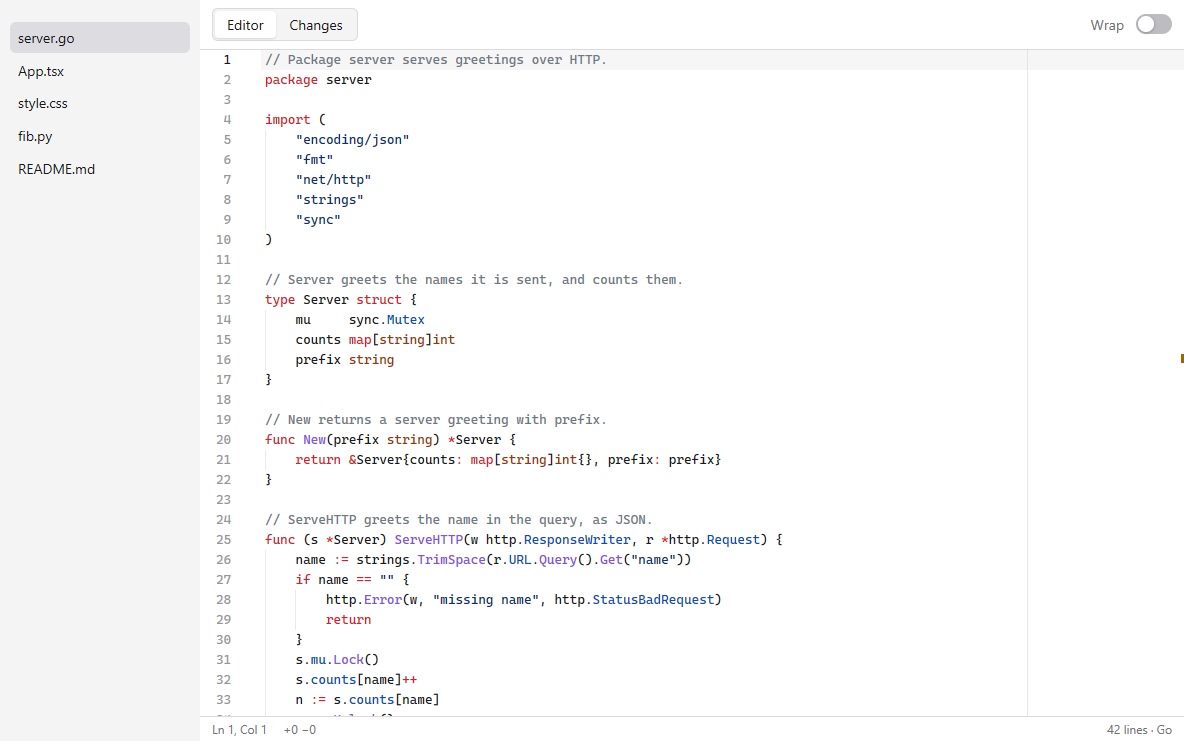 server.go
App.tsx
style.css
fib.py
README.md
Editor Changes
Wrap
1 // Package server serves greetings over HTTP.
2 package server
3
4 import (
5 "encoding/json"
6 "fmt"
7 "net/http"
8 "strings"
9 "sync"
10 )
11
12 // Server greets the names it is sent, and counts them.
13 type Server struct {
14 mu     sync.Mutex
15 counts map[string]int
16 prefix string
17 }
18
19 // New returns a server greeting with prefix.
20 func New(prefix string) *Server {
21 return &Server{counts: map[string]int{}, prefix: prefix}
22 }
23
24 // ServeHTTP greets the name in the query, as JSON.
25 func (s *Server) ServeHTTP(w http.ResponseWriter, r *http.Request) {
26 name := strings.TrimSpace(r.URL.Query().Get("name"))
27 if name == "" {
28 http.Error(w, "missing name", http.StatusBadRequest)
29 return
30 }
31 s.mu.Lock()
32 s.counts[name]++
33 n := s.counts[name]
Ln 1, Col 1 +0 −0
42 lines · Go